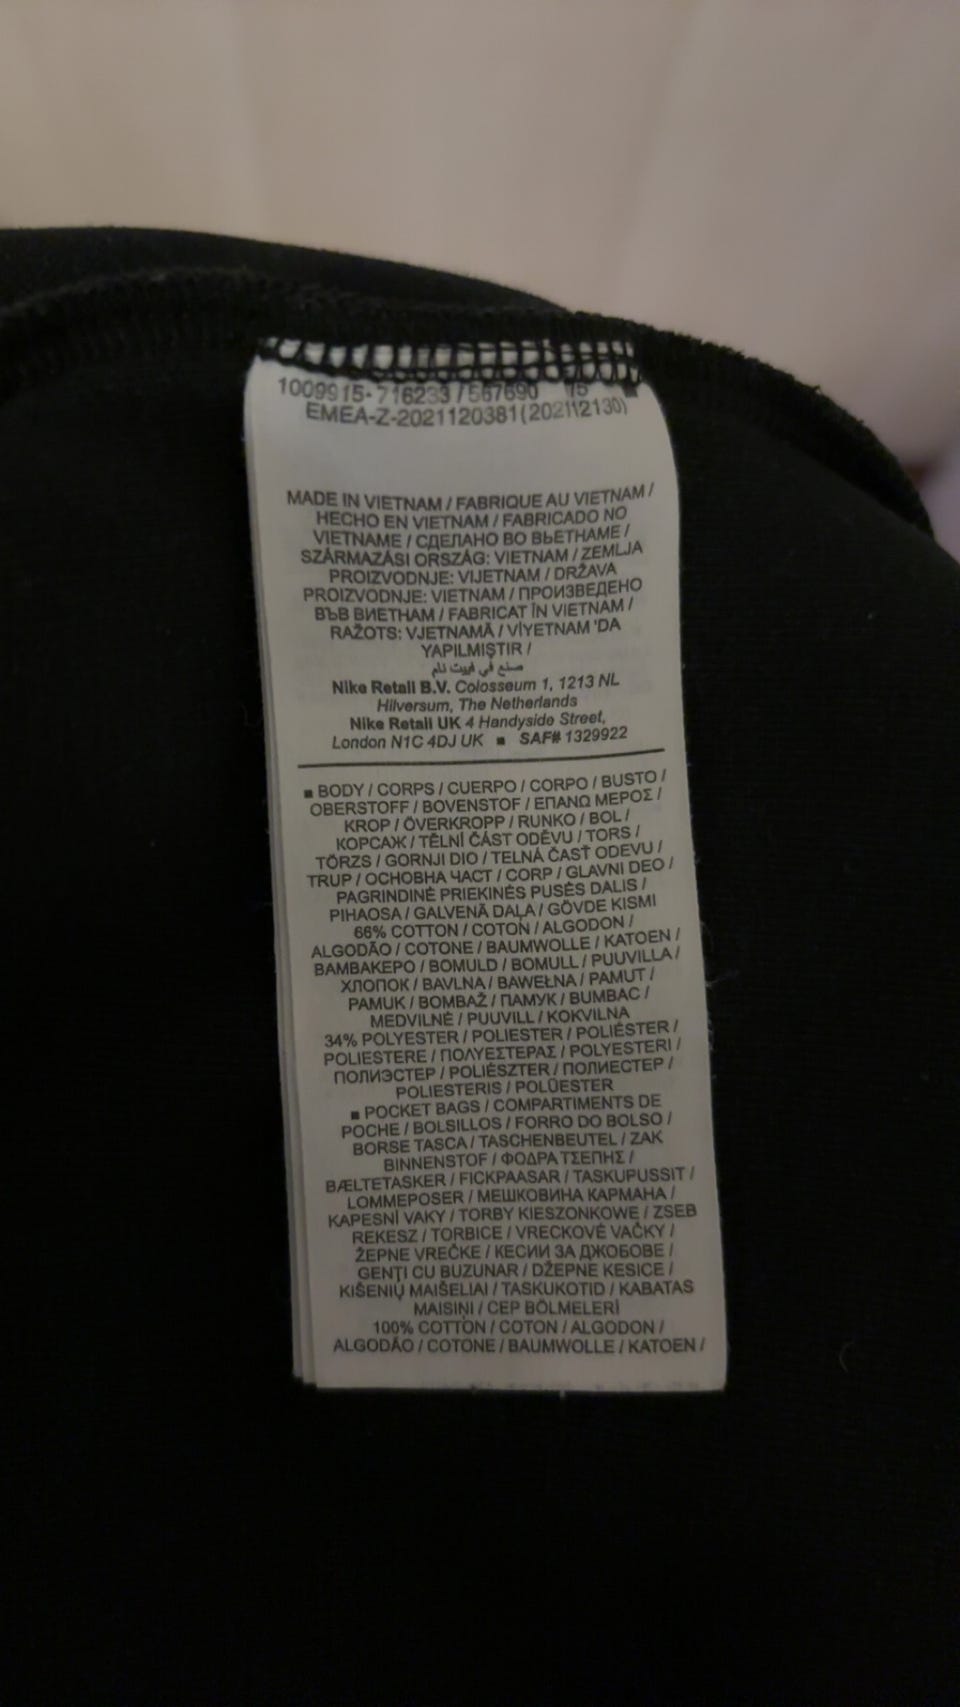 1009915-716233 / 567690 75
EMEA-Z-2021120381(202112130)
MADE IN VIETNAM / FABRIQUE AU VIETNAM /
HECHO EN VIETNAM / FABRICADO NO
VIETNAME / СДЕЛАНО ВО ВЬЕТНАМЕ /
SZÁRMAZÁSI ORSZÁG: VIETNAM / ZEMLJA
PROIZVODNJE: VIJETNAM / DRŽAVA
PROIZVODNJE: VIETNAM / ПРОИЗВЕДЕНО
ВЪВ ВИЕТНАМ / FABRICAT ÎN VIETNAM /
RAŽOTS: VJETNAMĀ / VİYETNAM 'DA
YAPILMIŞTIR /
صنع في فييت نام
Nike Retail B.V. Colosseum 1, 1213 NL
Hilversum, The Netherlands
Nike Retail UK 4 Handyside Street,
London N1C 4DJ UK ■ SAF# 1329922
■ BODY / CORPS / CUERPO / CORPO / BUSTO /
OBERSTOFF / BOVENSTOF / ΕΠΑΝΩ ΜΕΡΟΣ /
KROP / ÖVERKROPP / RUNKO / BOL /
КОРСАЖ / TĚLNÍ ČÁST ODĚVU / TORS /
TÖRZS / GORNJI DIO / TELNÁ ČASŤ ODEVU /
TRUP / ОСНОВНА ЧАСТ / CORP / GLAVNI DEO /
PAGRINDINĖ PRIEKINĖS PUSĖS DALIS /
PIHAOSA / GALVENĀ DAĻA / GÖVDE KISMI
66% COTTON / COTON / ALGODON /
ALGODÃO / COTONE / BAUMWOLLE / KATOEN /
ΒΑΜΒΑΚΕΡΟ / BOMULD / BOMULL / PUUVILLA /
ХЛОПОК / BAVLNA / BAWEŁNA / PAMUT /
PAMUK / BOMBAŽ / ПАМУК / BUMBAC /
MEDVILNĖ / PUUVILL / KOKVILNA
34% POLYESTER / POLIESTER / POLIÉSTER /
POLIESTERE / ΠΟΛΥΕΣΤΕΡΑΣ / POLYESTERI /
ПОЛИЭСТЕР / POLIÉSZTER / ПОЛИЕСТЕР /
POLIESTERIS / POLÜESTER
■ POCKET BAGS / COMPARTIMENTS DE
POCHE / BOLSILLOS / FORRO DO BOLSO /
BORSE TASCA / TASCHENBEUTEL / ZAK
BINNENSTOF / ΦΟΔΡΑ ΤΣΕΠΗΣ /
BÆLTETASKER / FICKPAASAR / TASKUPUSSIT /
LOMMEPOSER / МЕШКОВИНА КАРМАНА /
KAPESNÍ VAKY / TORBY KIESZONKOWE / ZSEB
REKESZ / TORBICE / VRECKOVÉ VAČKY /
ŽEPNE VREČKE / КЕСИИ ЗА ДЖОБОВЕ /
GENŢI CU BUZUNAR / DŽEPNE KESICE /
KIŠENIŲ MAIŠELIAI / TASKUKOTID / KABATAS
MAISIŅI / CEP BÖLMELERİ
100% COTTON / COTON / ALGODON /
ALGODÃO / COTONE / BAUMWOLLE / KATOEN /